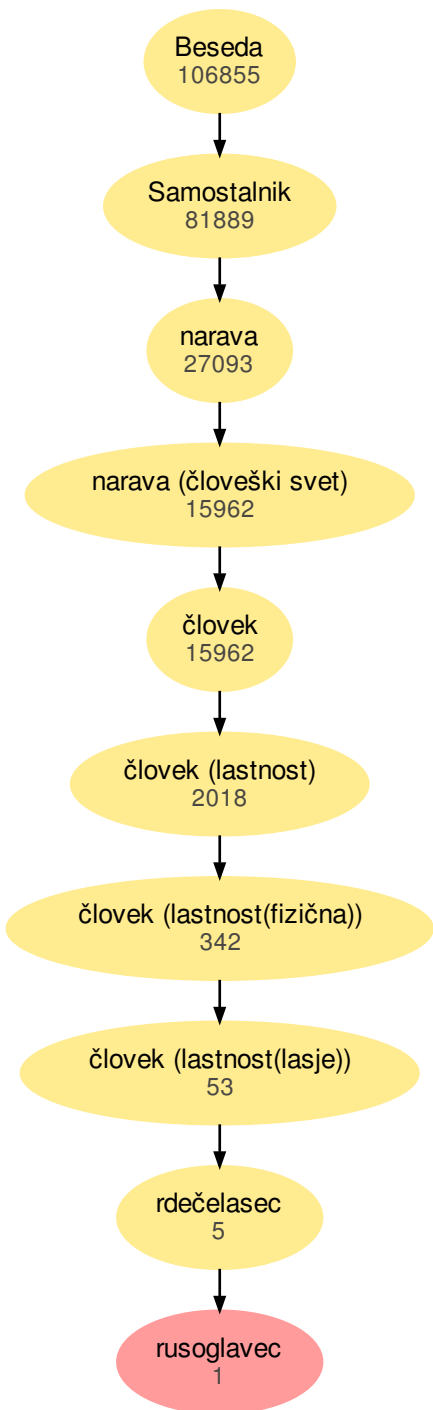 Beseda
106855
Samostalnik
81889
narava
27093
narava (človeški svet)
15962
človek
15962
človek (lastnost)
2018
človek (lastnost(fizična))
342
človek (lastnost(lasje))
53
rdečelasec
5
rusoglavec
1